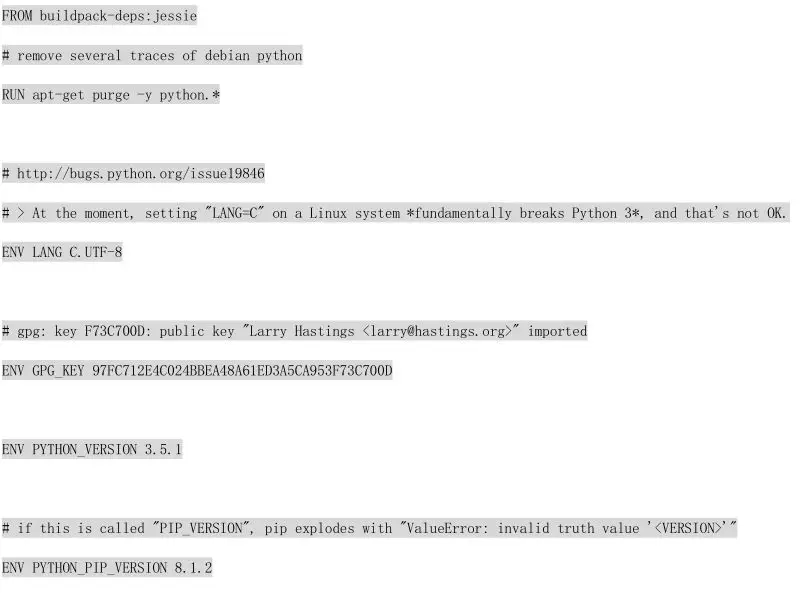 FROM buildpack-deps:jessie
# remove several traces of debian python
RUN apt-get purge -y python.*
# http://bugs.python.org/issue19846
# > At the moment, setting "LANG=C" on a Linux system *fundamentally breaks Python 3*, and that's not OK.
ENV LANG C.UTF-8
# gpg: key F73C700D: public key "Larry Hastings <larry@hastings.org>" imported
ENV GPG_KEY 97FC712E4C024BBEA48A61ED3A5CA953F73C700D
ENV PYTHON_VERSION 3.5.1
# if this is called "PIP_VERSION", pip explodes with "ValueError: invalid truth value '<VERSION>'"
ENV PYTHON_PIP_VERSION 8.1.2